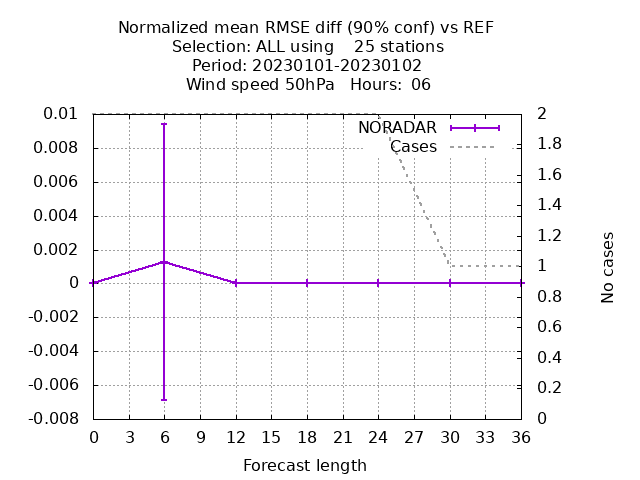 Normalized mean RMSE diff (90% conf) vs REF
Selection: ALL using    25 stations
Period: 20230101-20230102
Wind speed 50hPa   Hours:  06
0.01
0.008
0.006
0.004
0.002
0
-0.002
-0.004
-0.006
-0.008
NORADAR
Cases
2
1.8
1.6
1.4
1.2
1
0.8
0.6
0.4
0.2
0
No cases
0 3 6 9 12 15 18 21 24 27 30 33 36
Forecast length